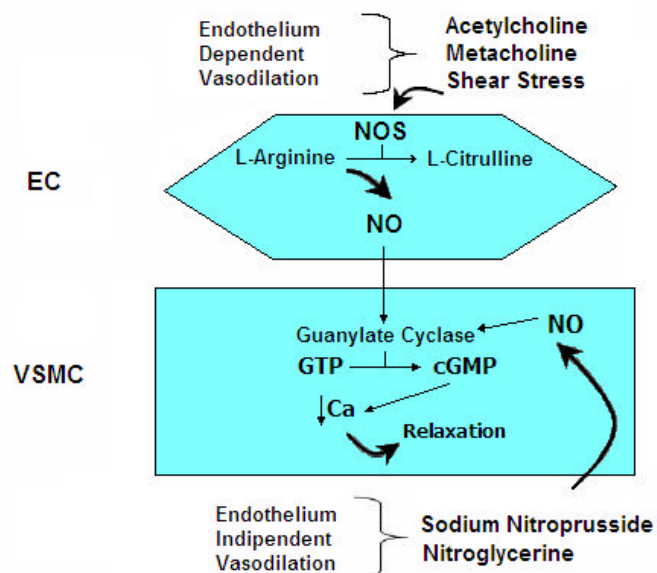 Endothelium
Dependent
Vasodilation
Acetylcholine
Metacholine
Shear Stress
EC
NOS
L-Arginine
L-Citrulline
NO
VSMC
Guanylate Cyclase
NO
GTP
cGMP
Ca
Relaxation
Endothelium
Indipendent
Vasodilation
Sodium Nitroprusside
Nitroglycerine